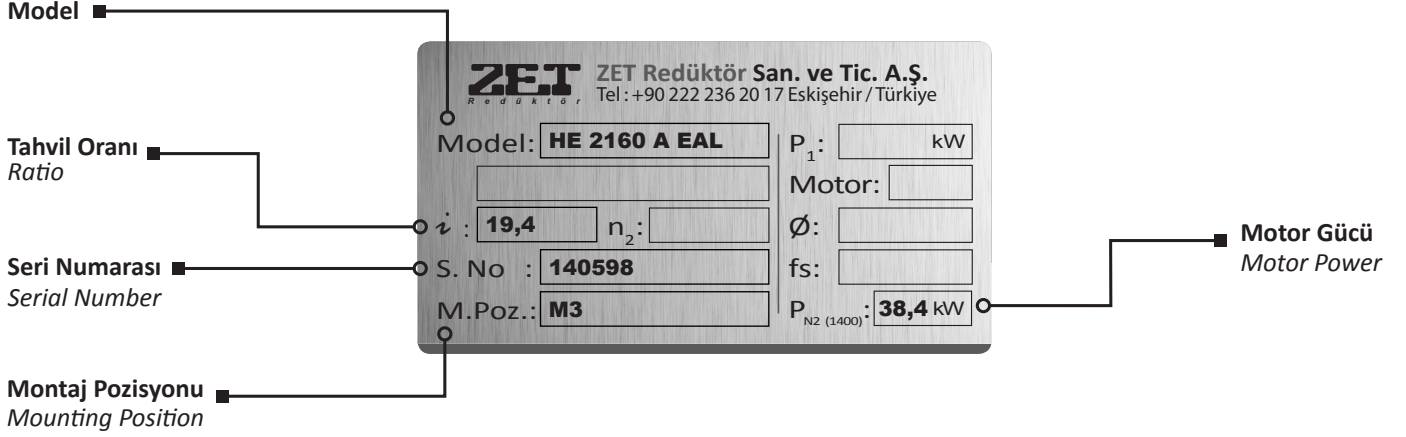 Model
ZET
Redüktör
ZET Redüktör San. ve Tic. A.Ş.
Tel : +90 222 236 20 17 Eskişehir / Türkiye
Model: HE 2160 A EAL
P1: kW
Tahvil Oranı
Ratio
Motor:
i : 19,4 n2:
Ø:
Motor Gücü
Motor Power
Seri Numarası
Serial Number
S. No : 140598
fs:
M.Poz.: M3
PN2 (1400): 38,4 kW
Montaj Pozisyonu
Mounting Position